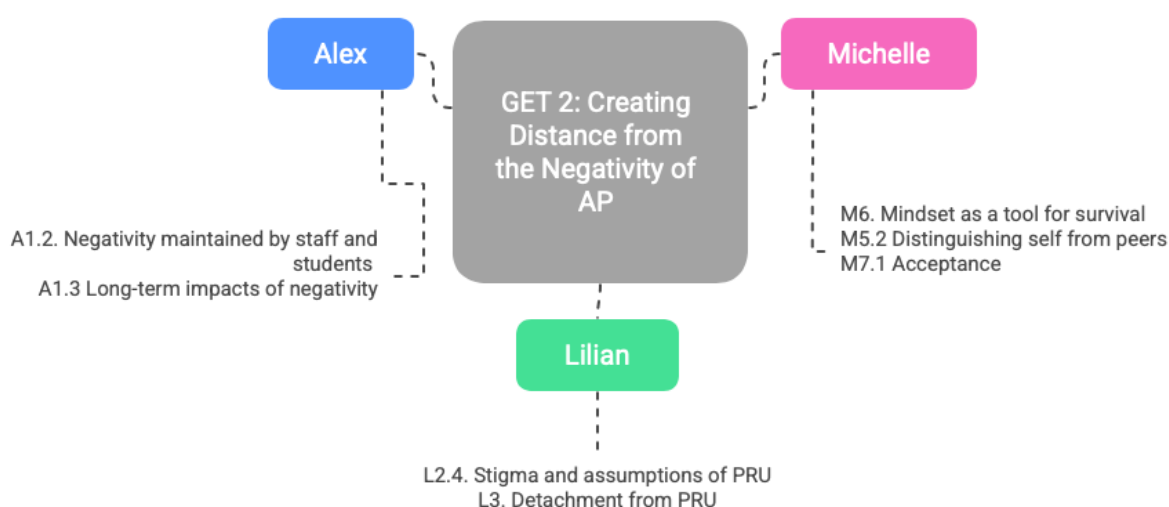 Alex
GET 2: Creating
Distance from
the Negativity of
AP
Michelle
A1.2. Negativity maintained by staff and
students
A1.3 Long-term impacts of negativity
M6. Mindset as a tool for survival
M5.2 Distinguishing self from peers
M7.1 Acceptance
Lilian
L2.4. Stigma and assumptions of PRU
L3. Detachment from PRU